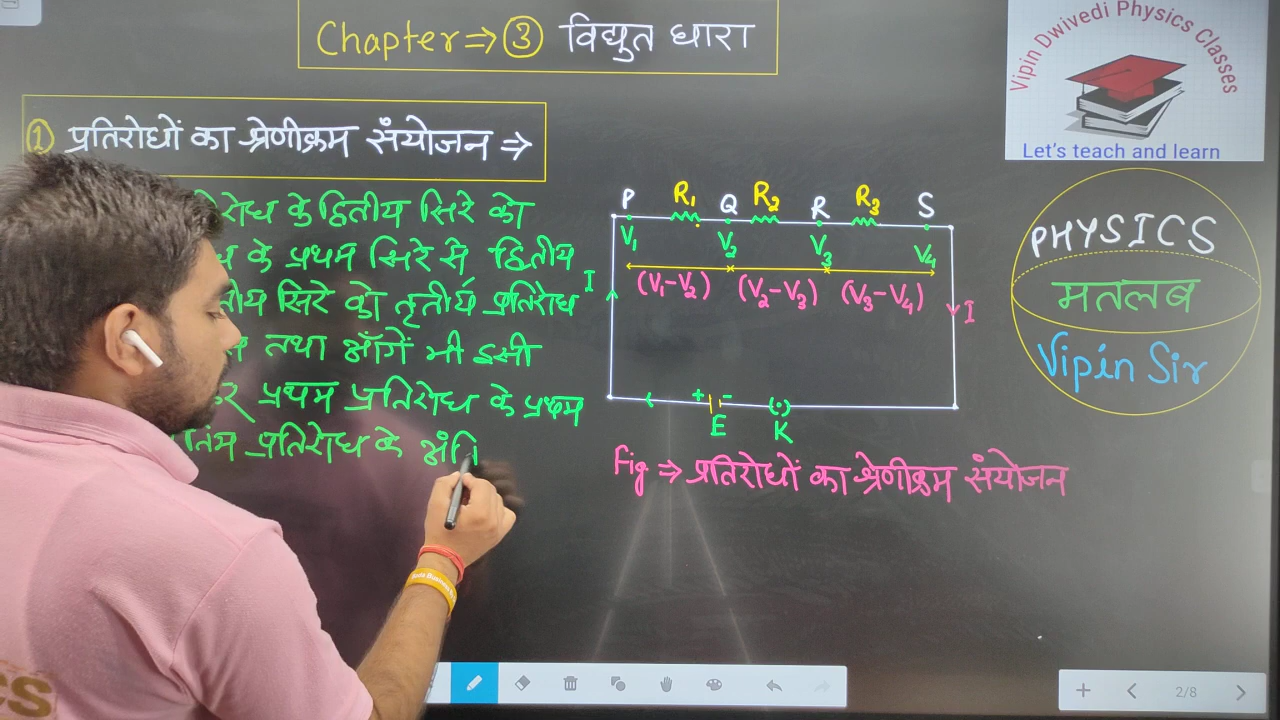 Chapter ⇒ ③ विद्युत धारा
Vipin Dwivedi Physics Classes
Let's teach and learn
① प्रतिरोधों का श्रेणीक्रम संयोजन ⇒
के द्वितीय सिरे को
के प्रथम सिरे से द्वितीय
सिरे को तृतीय प्रतिरोध
तथा आँगें भी इसी
प्रथम प्रतिरोध के प्रथम
प्रतिरोध के
P R₁ Q R₂ R R₃ S
V₁ V₂ V₃ V₄
(V₁-V₂) (V₂-V₃) (V₃-V₄)
I I
+ -
E K
Fig ⇒ प्रतिरोधों का श्रेणीक्रम संयोजन
PHYSICS
मतलब
Vipin Sir
2/8
CS